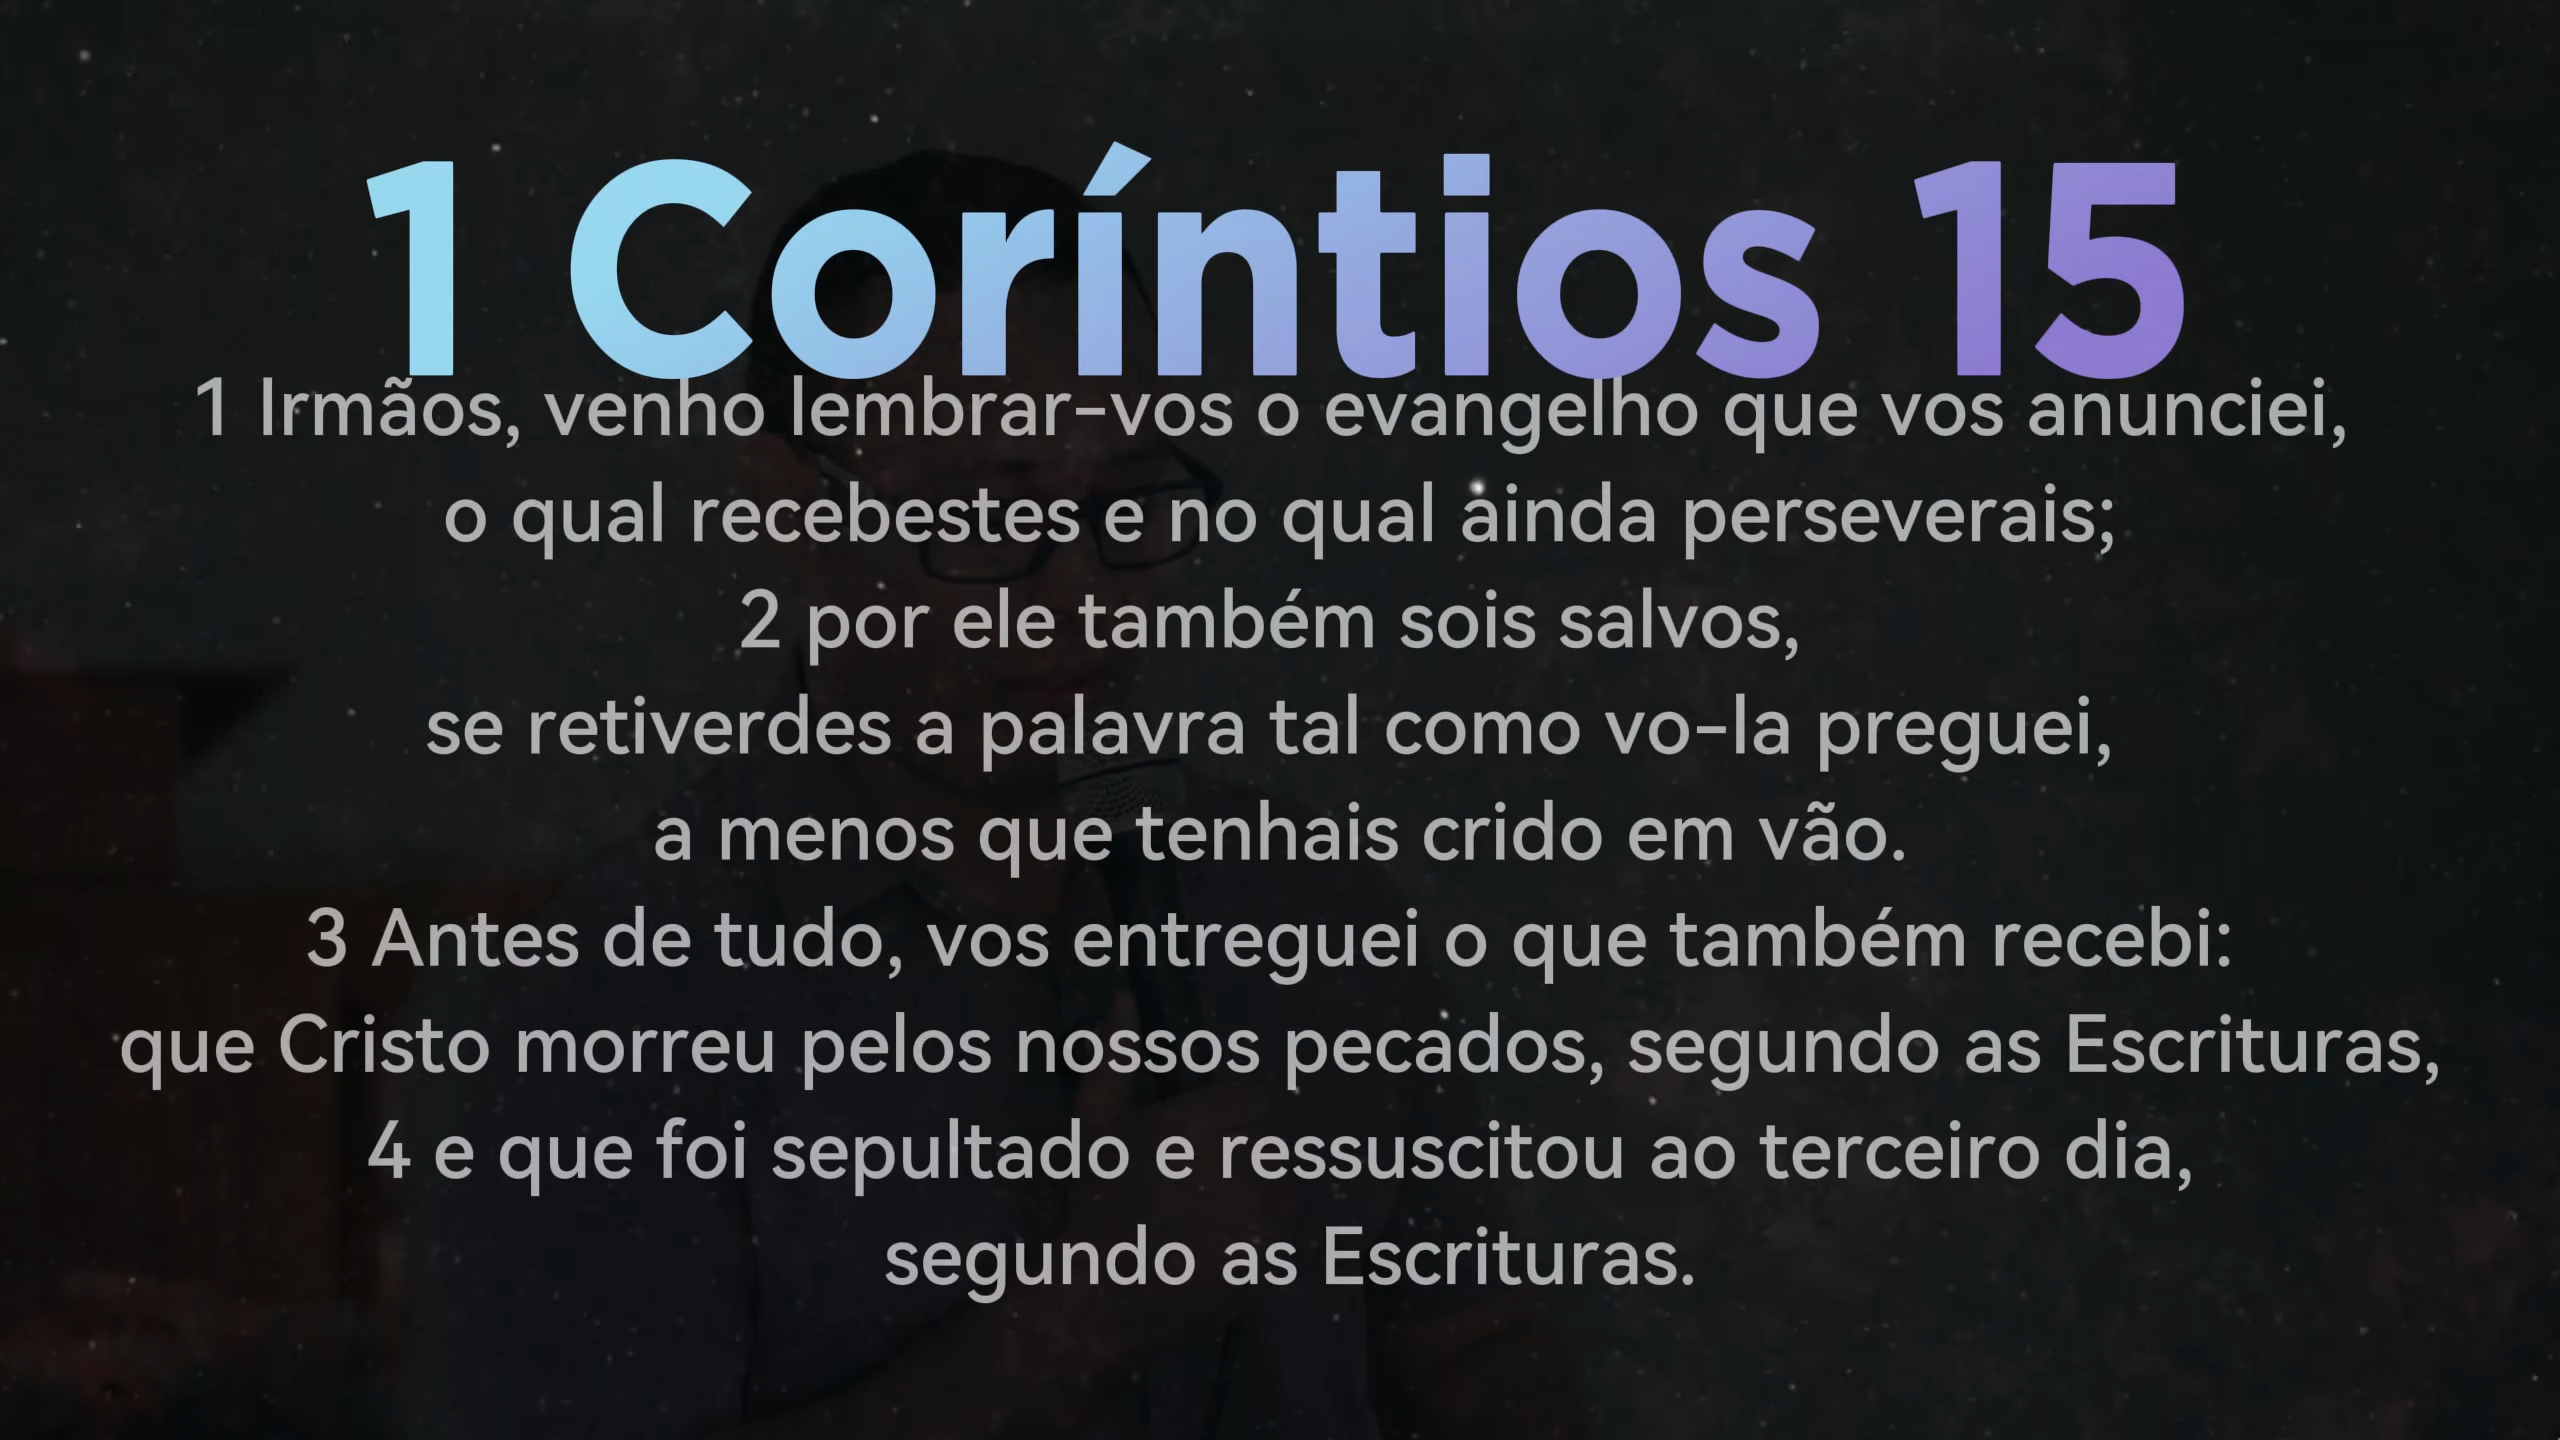 1 Coríntios 15
1 Irmãos, venho lembrar-vos o evangelho que vos anunciei,
o qual recebestes e no qual ainda perseverais;
2 por ele também sois salvos,
se retiverdes a palavra tal como vo-la preguei,
a menos que tenhais crido em vão.
3 Antes de tudo, vos entreguei o que também recebi:
que Cristo morreu pelos nossos pecados, segundo as Escrituras,
4 e que foi sepultado e ressuscitou ao terceiro dia,
segundo as Escrituras.